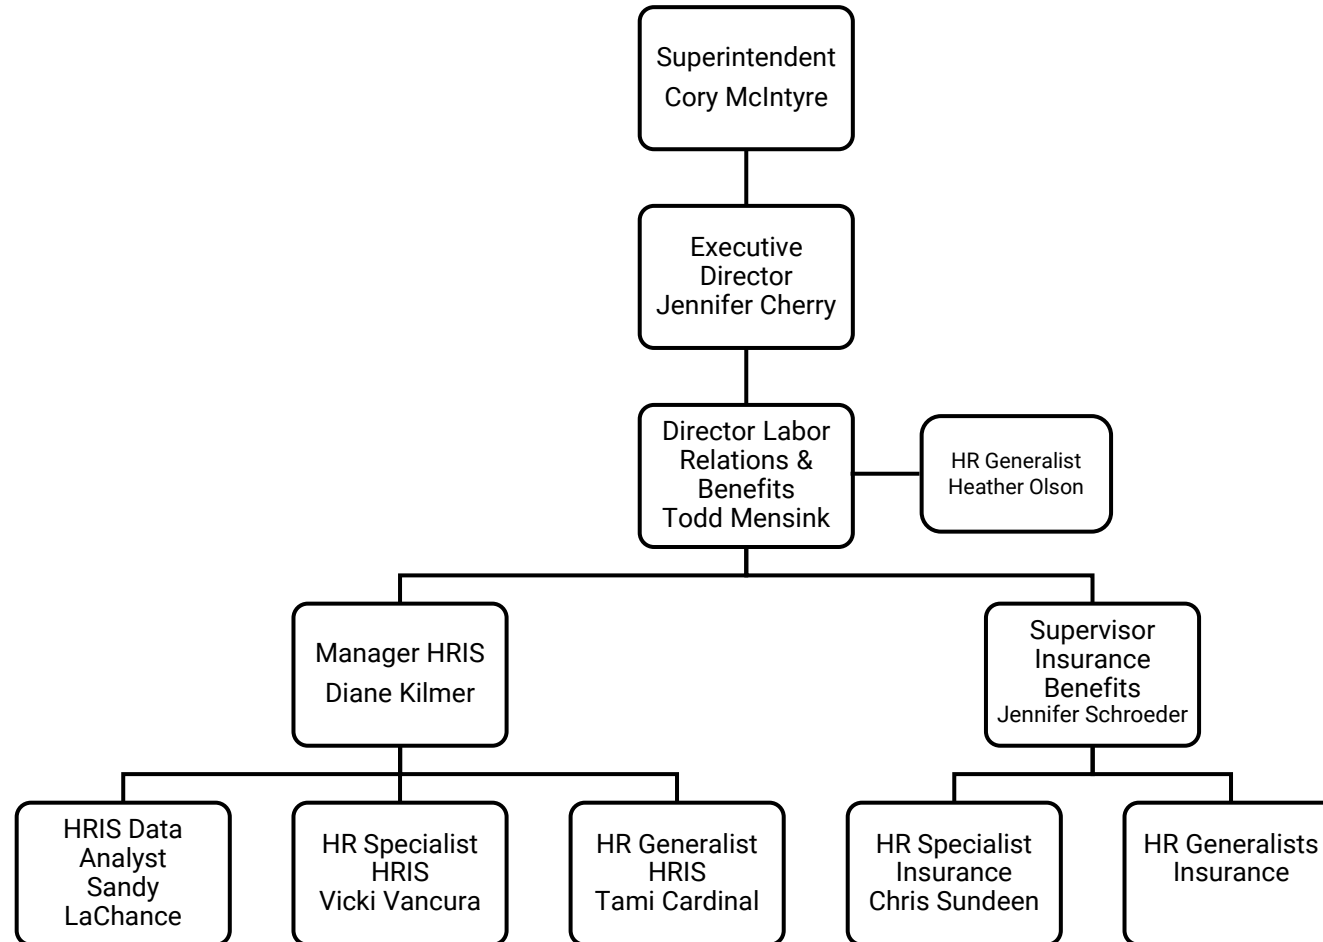 Superintendent
Cory McIntyre
Executive
Director
Jennifer Cherry
Director Labor
Relations &
Benefits
Todd Mensink
HR Generalist
Heather Olson
Manager HRIS
Diane Kilmer
Supervisor
Insurance
Benefits
Jennifer Schroeder
HRIS Data
Analyst
Sandy
LaChance
HR Specialist
HRIS
Vicki Vancura
HR Generalist
HRIS
Tami Cardinal
HR Specialist
Insurance
Chris Sundeen
HR Generalists
Insurance